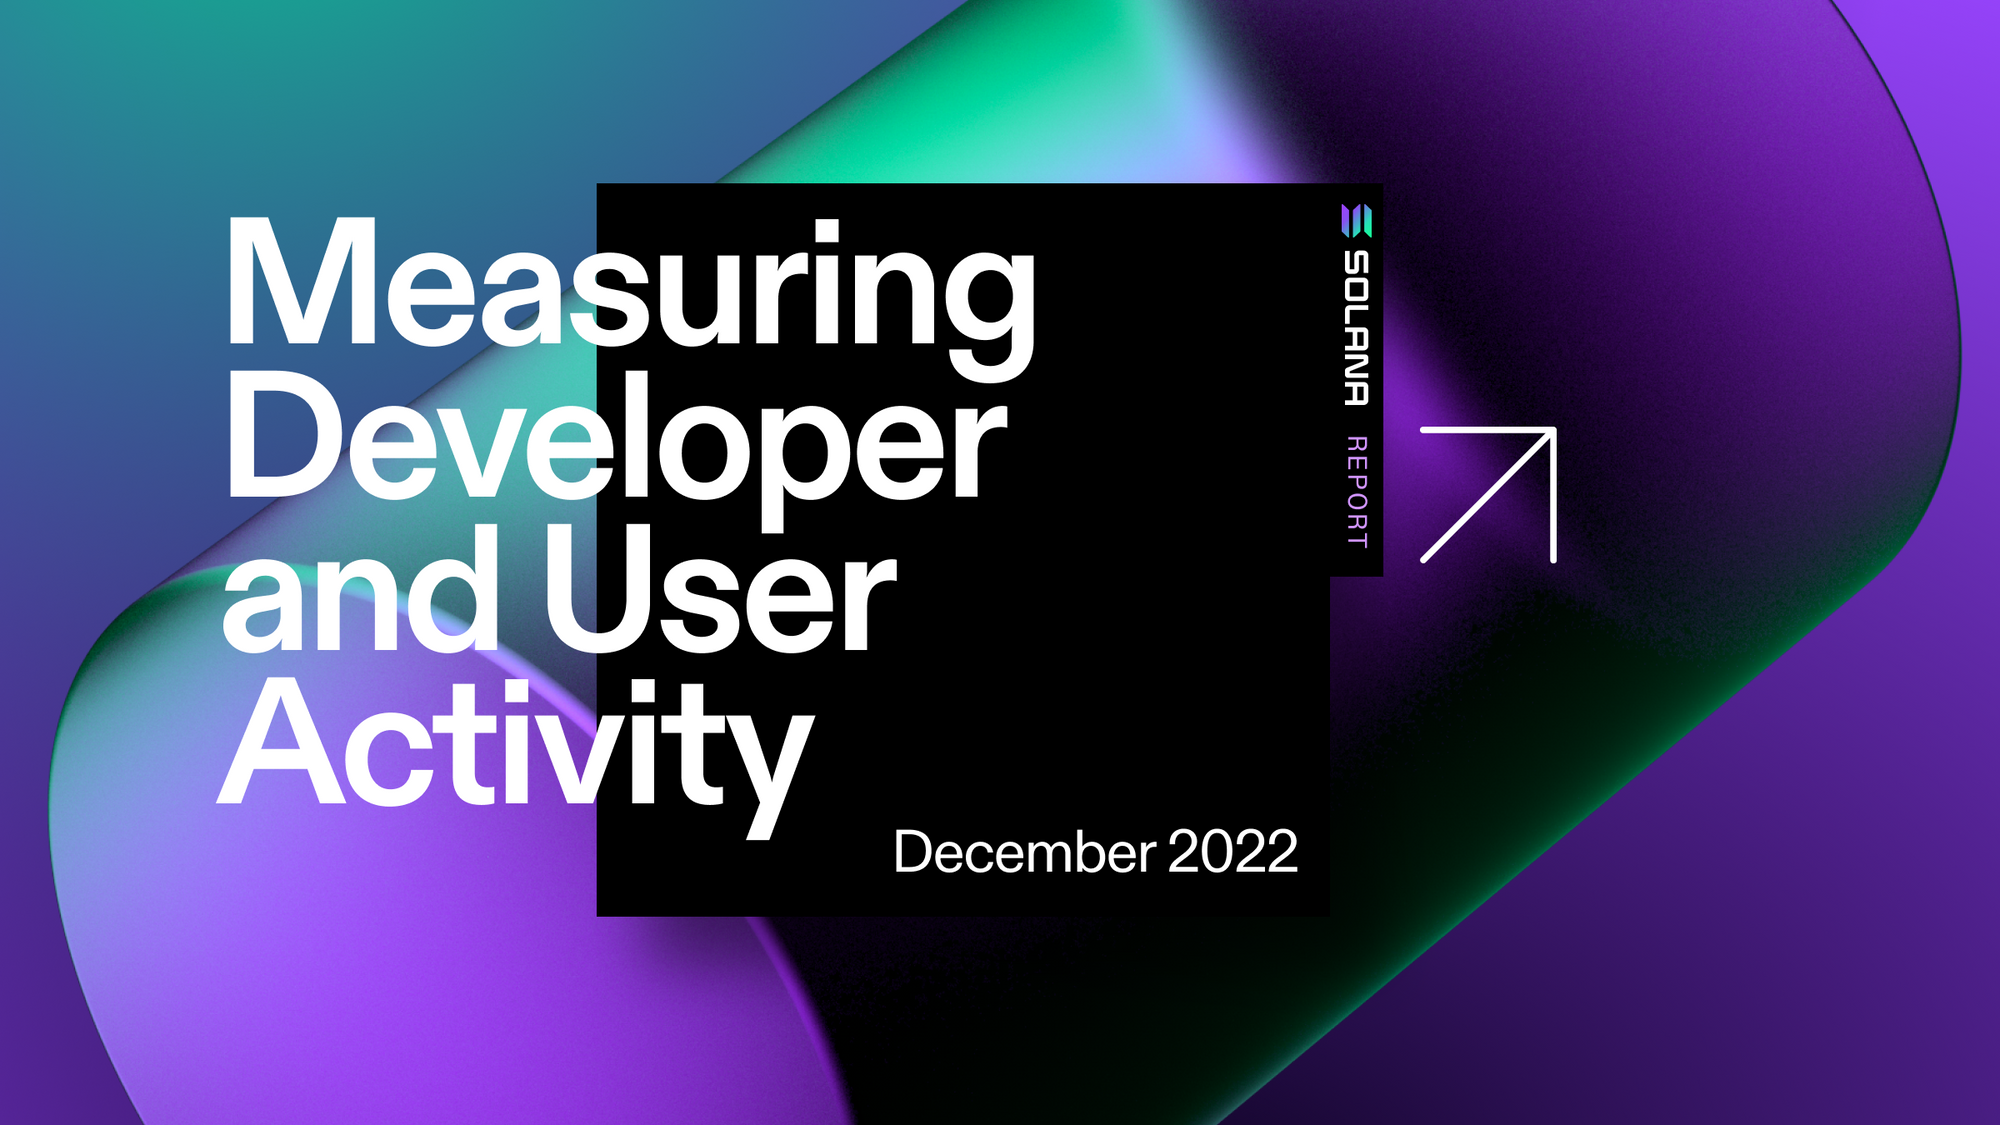 Measuring
Developer
and User
Activity
SOLANA REPORT
December 2022